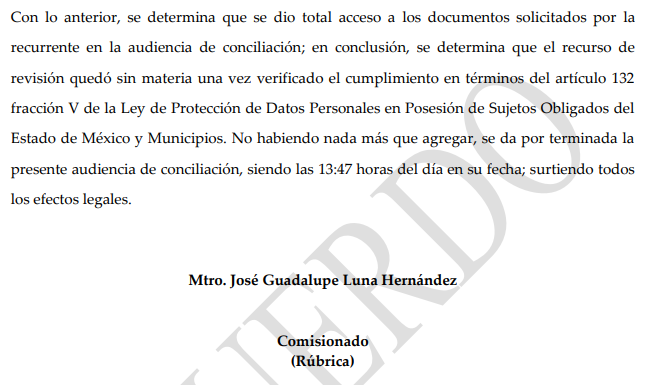 Con lo anterior, se determina que se dio total acceso a los documentos solicitados por la
recurrente en la audiencia de conciliación; en conclusión, se determina que el recurso de
revisión quedó sin materia una vez verificado el cumplimiento en términos del artículo 132
fracción V de la Ley de Protección de Datos Personales en Posesión de Sujetos Obligados del
Estado de México y Municipios. No habiendo nada más que agregar, se da por terminada la
presente audiencia de conciliación, siendo las 13:47 horas del día en su fecha; surtiendo todos
los efectos legales.
Mtro. José Guadalupe Luna Hernández
Comisionado
(Rúbrica)
UERDO